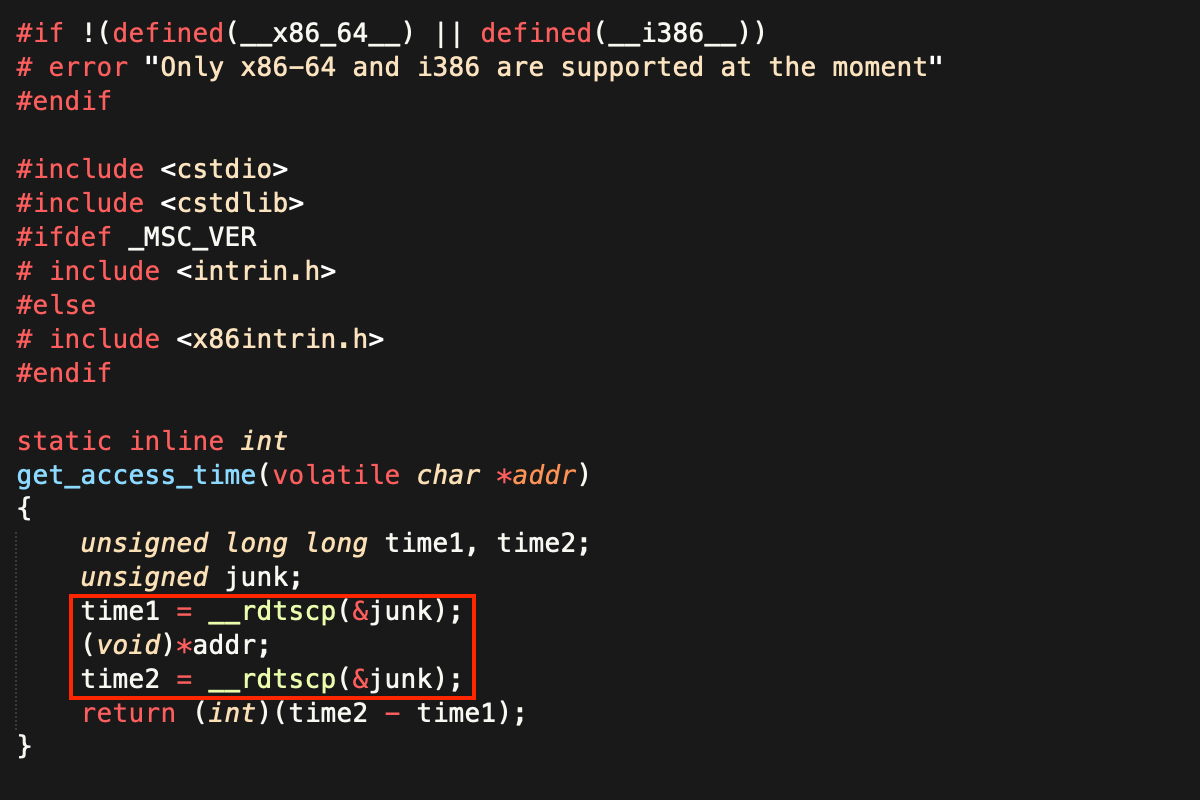 #if !(defined(__x86_64__) || defined(__i386__))
# error "Only x86-64 and i386 are supported at the moment"
#endif

#include <cstdio>
#include <cstdlib>
#ifdef _MSC_VER
# include <intrin.h>
#else
# include <x86intrin.h>
#endif

static inline int
get_access_time(volatile char *addr)
{
    unsigned long long time1, time2;
    unsigned junk;
    time1 = __rdtscp(&junk);
    (void)*addr;
    time2 = __rdtscp(&junk);
    return (int)(time2 - time1);
}